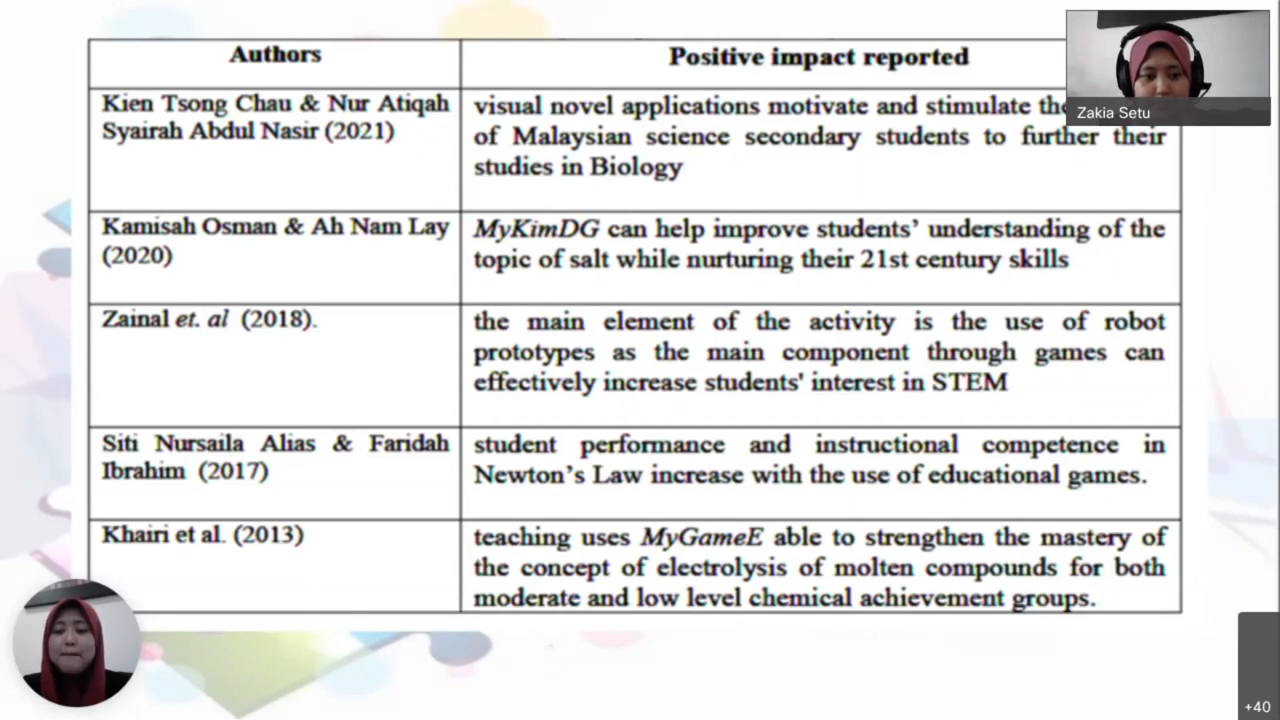 Authors
Positive impact reported
Kien Tsong Chau & Nur Atiqah
Syairah Abdul Nasir (2021)
visual novel applications motivate and stimulate
of Malaysian science secondary students to further their
studies in Biology
Kamisah Osman & Ah Nam Lay
(2020)
MyKimDG can help improve students’ understanding of the
topic of salt while nurturing their 21st century skills
Zainal et. al (2018).
the main element of the activity is the use of robot
prototypes as the main component through games can
effectively increase students' interest in STEM
Siti Nursaila Alias & Faridah
Ibrahim (2017)
student performance and instructional competence in
Newton’s Law increase with the use of educational games.
Khairi et al. (2013)
teaching uses MyGameE able to strengthen the mastery of
the concept of electrolysis of molten compounds for both
moderate and low level chemical achievement groups.
Zakia Setu
+40